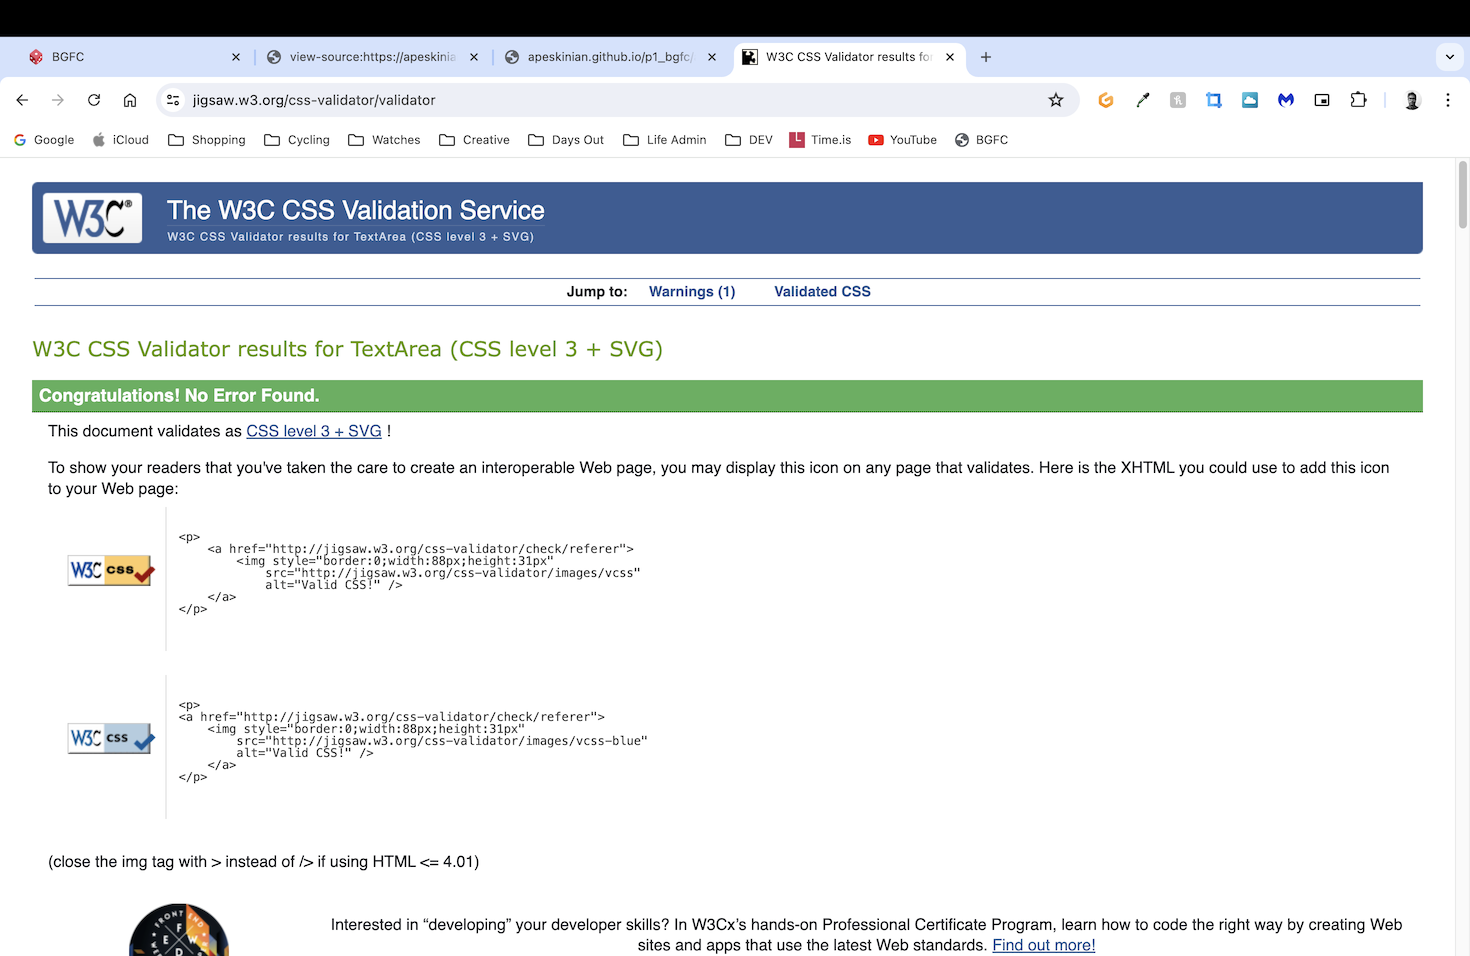 BGFC
view-source:https://apeskinia
apeskinian.github.io/p1_bgfc/
W3C CSS Validator results for
jigsaw.w3.org/css-validator/validator
Google iCloud Shopping Cycling Watches Creative Days Out Life Admin DEV Time.is YouTube BGFC
W3C®
The W3C CSS Validation Service
W3C CSS Validator results for TextArea (CSS level 3 + SVG)
Jump to: Warnings (1) Validated CSS
W3C CSS Validator results for TextArea (CSS level 3 + SVG)
Congratulations! No Error Found.
This document validates as CSS level 3 + SVG !
To show your readers that you've taken the care to create an interoperable Web page, you may display this icon on any page that validates. Here is the XHTML you could use to add this icon
to your Web page:
W3C css
<p>
<a href="http://jigsaw.w3.org/css-validator/check/referer">
<img style="border:0;width:88px;height:31px"
src="http://jigsaw.w3.org/css-validator/images/vcss"
alt="Valid CSS!" />
</a>
</p>
W3C css
<p>
<a href="http://jigsaw.w3.org/css-validator/check/referer">
<img style="border:0;width:88px;height:31px"
src="http://jigsaw.w3.org/css-validator/images/vcss-blue"
alt="Valid CSS!" />
</a>
</p>
(close the img tag with > instead of /> if using HTML <= 4.01)
FRONT END
F
E W
D
Interested in “developing” your developer skills? In W3Cx’s hands-on Professional Certificate Program, learn how to code the right way by creating Web
sites and apps that use the latest Web standards. Find out more!